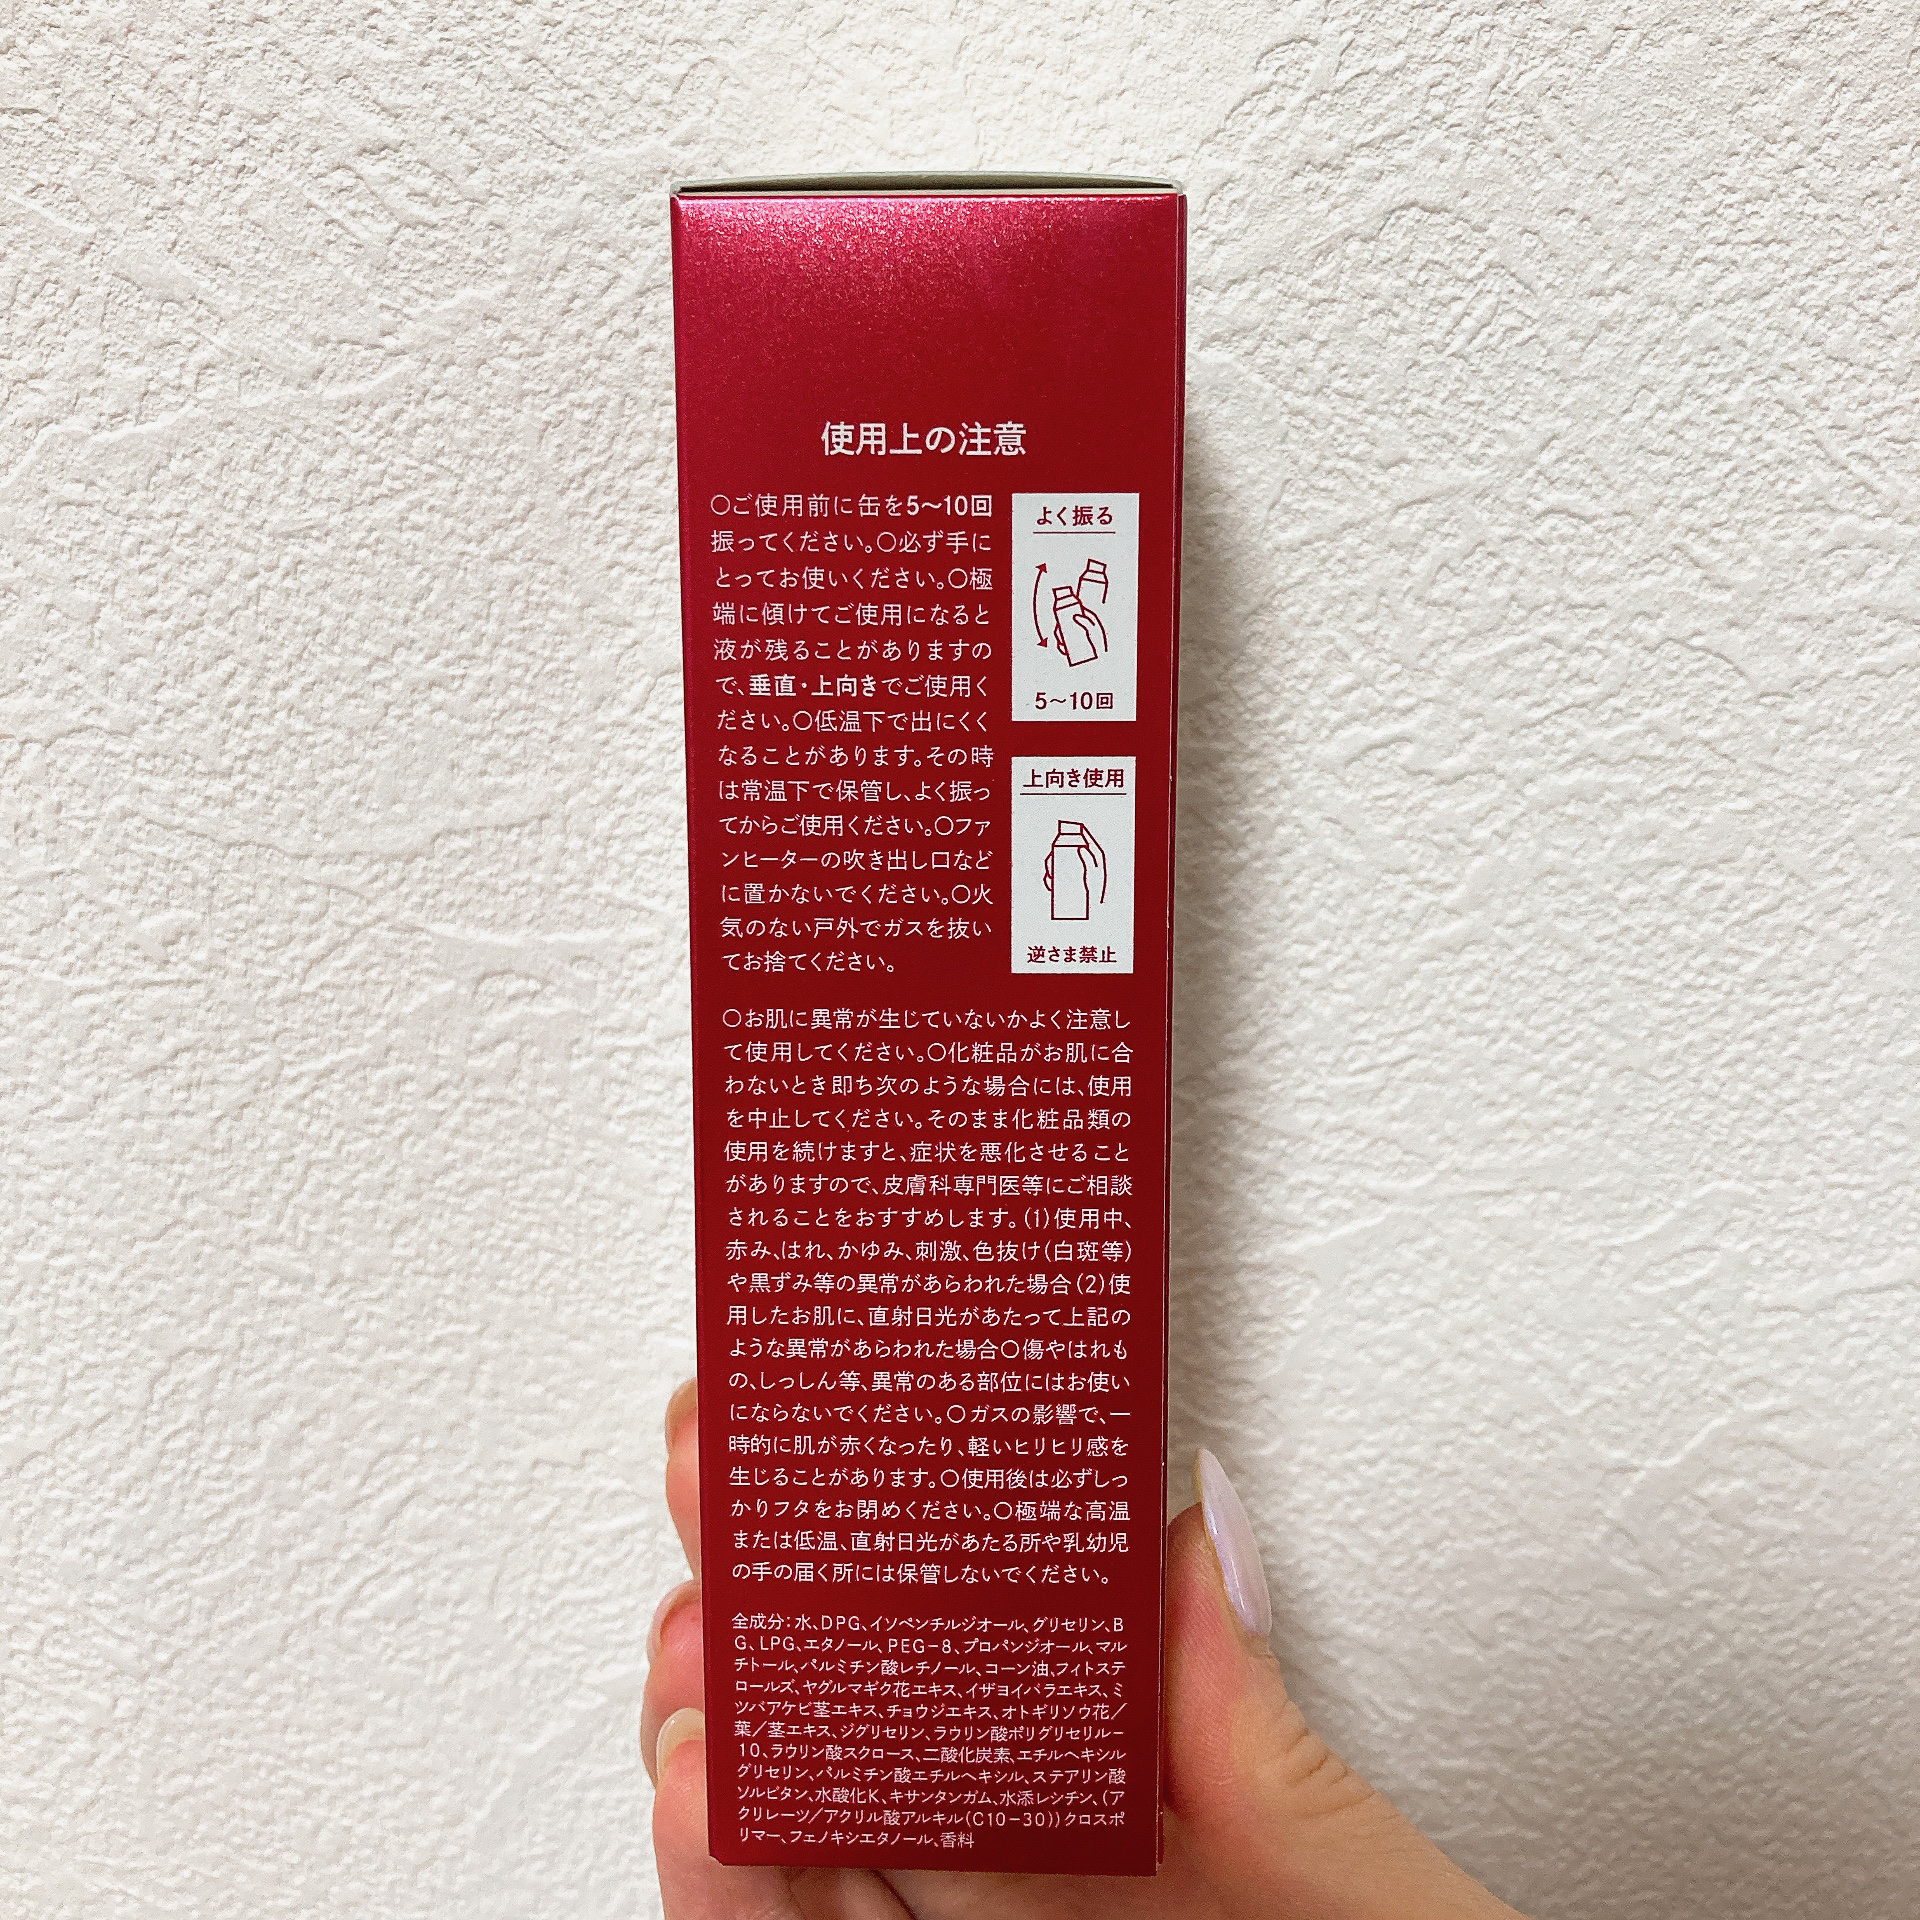 使用上の注意
○ご使用前に缶を5〜10回
振ってください。○必ず手に
とってお使いください。○極
端に傾けてご使用になると
液が残ることがありますの
で、垂直・上向きでご使用く
ださい。○低温下で出にくく
なることがあります。その時
は常温下で保管し、よく振っ
てからご使用ください。○ファ
ンヒーターの吹き出し口など
に置かないでください。○火
気のない戸外でガスを抜い
てお捨てください。
よく振る
5〜10回
上向き使用
逆さま禁止
○お肌に異常が生じていないかよく注意し
て使用してください。○化粧品がお肌に合
わないとき即ち次のような場合には、使用
を中止してください。そのまま化粧品類の
使用を続けますと、症状を悪化させること
がありますので、皮膚科専門医等にご相談
されることをおすすめします。(1)使用中、
赤み、はれ、かゆみ、刺激、色抜け(白斑等)
や黒ずみ等の異常があらわれた場合(2)使
用したお肌に、直射日光があたって上記の
ような異常があらわれた場合○傷やはれも
の、しっしん等、異常のある部位にはお使い
にならないでください。○ガスの影響で、一
時的に肌が赤くなったり、軽いヒリヒリ感を
生じることがあります。○使用後は必ずしっ
かりフタをお閉めください。○極端な高温
または低温、直射日光があたる所や乳幼児
の手の届く所には保管しないでください。
全成分：水、DPG、イソペンチルジオール、グリセリン、B
G、LPG、エタノール、PEG−8、プロパンジオール、マル
チトール、パルミチン酸レチノール、コーン油、フィトステ
ロールズ、ヤグルマギク花エキス、イザヨイバラエキス、ミ
ツバアケビ茎エキス、チョウジエキス、オトギリソウ花／
葉／茎エキス、ジグリセリン、ラウリン酸ポリグリセリル−
10、ラウリン酸スクロース、二酸化炭素、エチルヘキシル
グリセリン、パルミチン酸エチルヘキシル、ステアリン酸
ソルビタン、水酸化K、キサンタンガム、水添レシチン、(ア
クリレーツ／アクリル酸アルキル(C10−30))クロスポ
リマー、フェノキシエタノール、香料